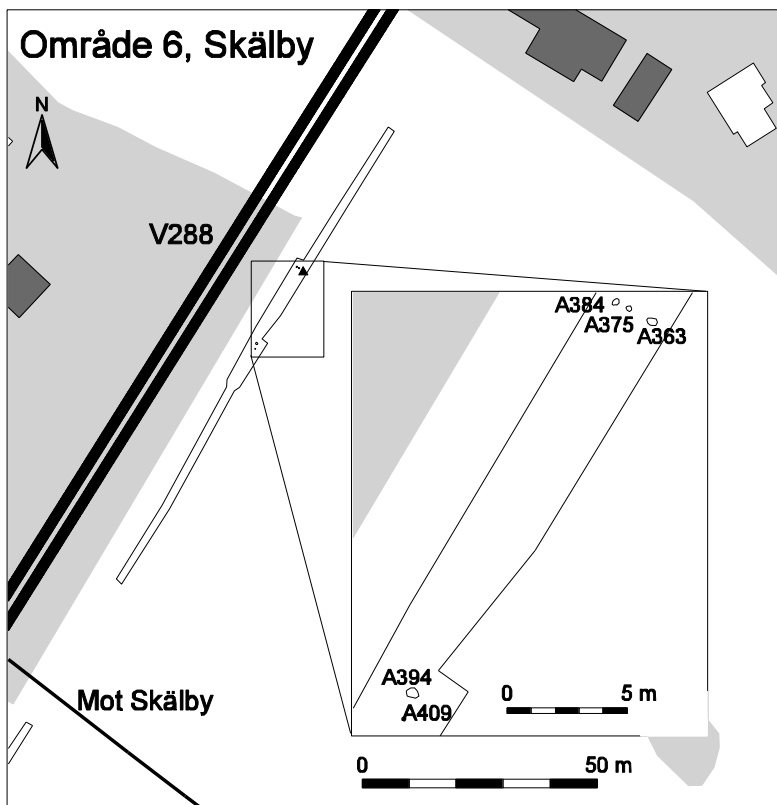 Område 6, Skälby
N
V288
A384
A375
A363
A394
A409
0 5 m
Mot Skälby
0 50 m